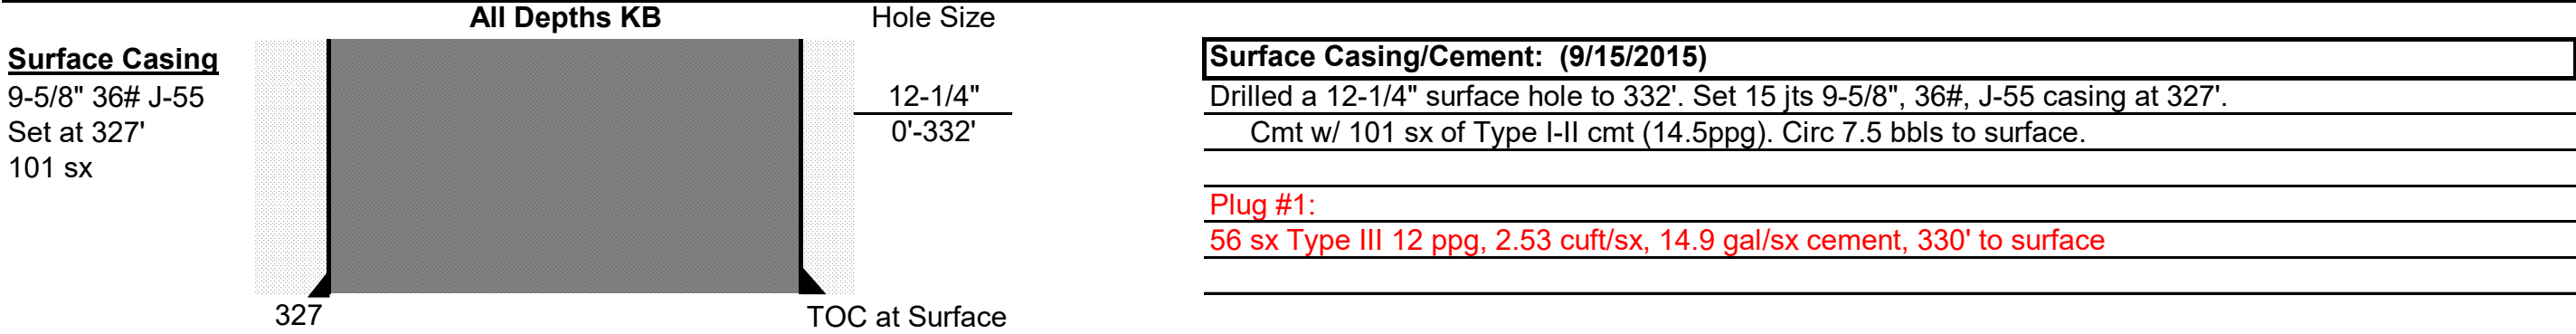 All Depths KB
Hole Size
Surface Casing
9-5/8" 36# J-55
Set at 327'
101 sx
12-1/4"
0'-332'
327
TOC at Surface
Surface Casing/Cement:  (9/15/2015)
Drilled a 12-1/4" surface hole to 332'. Set 15 jts 9-5/8", 36#, J-55 casing at 327'.
Cmt w/ 101 sx of Type I-II cmt (14.5ppg). Circ 7.5 bbls to surface.
Plug #1:
56 sx Type III 12 ppg, 2.53 cuft/sx, 14.9 gal/sx cement, 330' to surface